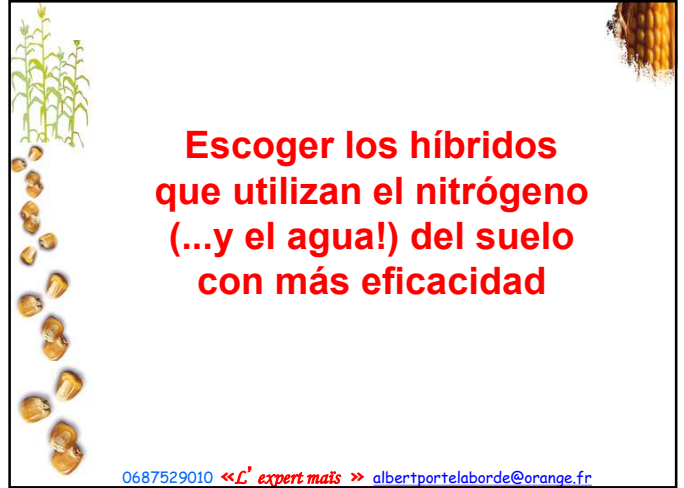 Escoger los híbridos
que utilizan el nitrógeno
(...y el agua!) del suelo
con más eficacidad
0687529010 «L’ expert maïs » albertportelaborde@orange.fr